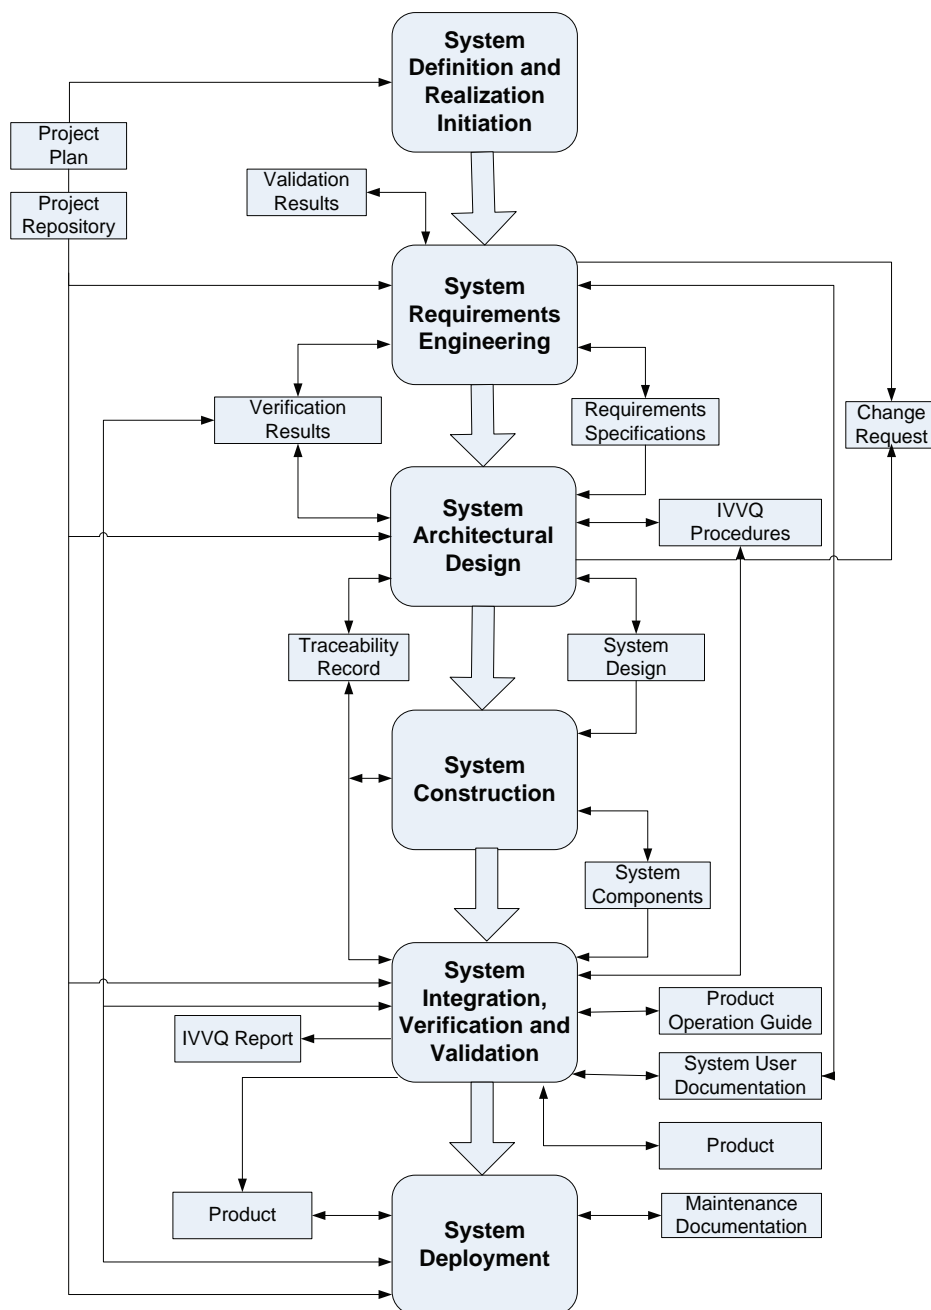 System
Definition and
Realization
Initiation
Project
Plan
Validation
Results
Project
Repository
System
Requirements
Engineering
Verification
Results
Requirements
Specifications
Change
Request
System
Architectural
Design
IVVQ
Procedures
Traceability
Record
System
Design
System
Construction
System
Components
System
Integration,
Verification and
Validation
Product
Operation Guide
IVVQ Report
System User
Documentation
Product
Product
System
Deployment
Maintenance
Documentation